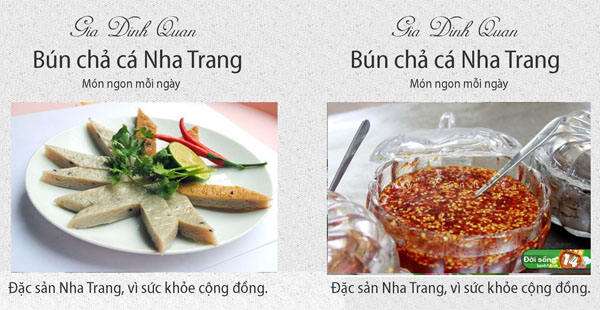 Gia Đình Quan
Bún chả cá Nha Trang
Món ngon mỗi ngày
Đặc sản Nha Trang, vì sức khỏe cộng đồng.
Gia Đình Quan
Bún chả cá Nha Trang
Món ngon mỗi ngày
Đời sống 14
Đặc sản Nha Trang, vì sức khỏe cộng đồng.